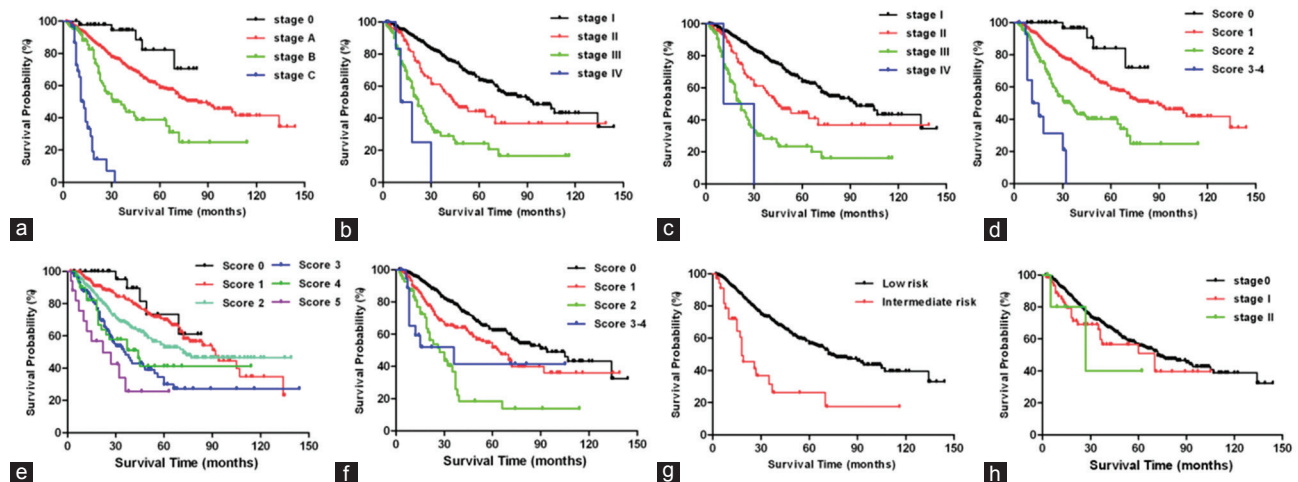 Survival Probability (%)
100
80
60
40
20
0
0 30 60 90 120 150
Survival Time (months)
stage 0
stage A
stage B
stage C
a
Survival Probability (%)
100
80
60
40
20
0
0 30 60 90 120 150
Survival Time (months)
stage I
stage II
stage III
stage IV
b
Survival Probability (%)
100
80
60
40
20
0
0 30 60 90 120 150
Survival Time (months)
stage I
stage II
stage III
stage IV
c
Survival Probability (%)
100
80
60
40
20
0
0 30 60 90 120 150
Survival Time (months)
Score 0
Score 1
Score 2
Score 3-4
d
Survival Probability (%)
100
80
60
40
20
0
0 30 60 90 120 150
Survival Time (months)
Score 0
Score 1
Score 2
Score 3
Score 4
Score 5
e
Survival Probability (%)
100
80
60
40
20
0
0 30 60 90 120 150
Survival Time (months)
Score 0
Score 1
Score 2
Score 3-4
f
Survival Probability (%)
100
80
60
40
20
0
0 30 60 90 120 150
Survival Time (months)
Low risk
Intermediate risk
g
Survival Probability (%)
100
80
60
40
20
0
0 30 60 90 120 150
Survival Time (months)
stage0
stage I
stage II
h